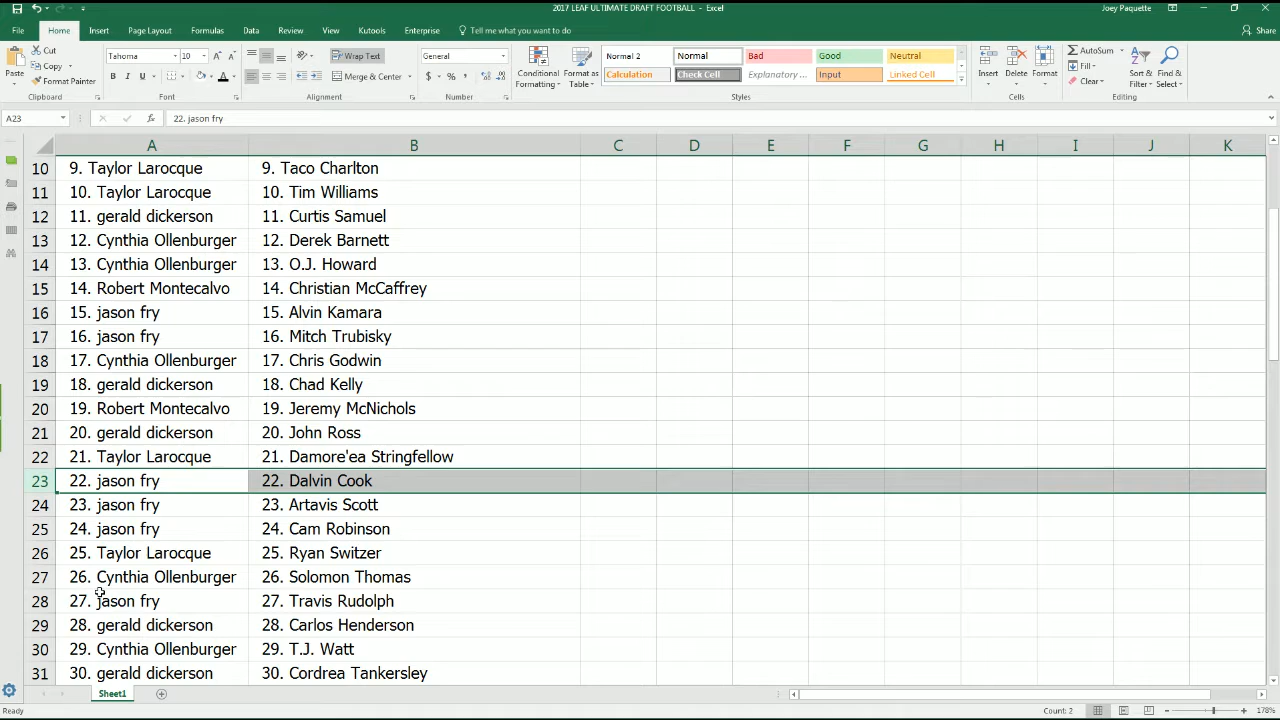 2017 LEAF ULTIMATE DRAFT FOOTBALL - Excel
Joey Paquette
File Home Insert Page Layout Formulas Data Review View Kutools Enterprise Tell me what you want to do Share
Paste Cut Copy Format Painter Clipboard
Tahoma 10 Font
Wrap Text Merge & Center Alignment
General Number
Conditional Formatting Format as Table
Normal 2 Normal Bad Good Neutral
Calculation Check Cell Explanatory ... Input Linked Cell
Styles
Insert Delete Format Cells
AutoSum Fill Clear Sort & Filter Find & Select Editing
A23 fx 22. jason fry
A B C D E F G H I J K
10 9. Taylor Larocque 9. Taco Charlton
11 10. Taylor Larocque 10. Tim Williams
12 11. gerald dickerson 11. Curtis Samuel
13 12. Cynthia Ollenburger 12. Derek Barnett
14 13. Cynthia Ollenburger 13. O.J. Howard
15 14. Robert Montecalvo 14. Christian McCaffrey
16 15. jason fry 15. Alvin Kamara
17 16. jason fry 16. Mitch Trubisky
18 17. Cynthia Ollenburger 17. Chris Godwin
19 18. gerald dickerson 18. Chad Kelly
20 19. Robert Montecalvo 19. Jeremy McNichols
21 20. gerald dickerson 20. John Ross
22 21. Taylor Larocque 21. Damore'ea Stringfellow
23 22. jason fry 22. Dalvin Cook
24 23. jason fry 23. Artavis Scott
25 24. jason fry 24. Cam Robinson
26 25. Taylor Larocque 25. Ryan Switzer
27 26. Cynthia Ollenburger 26. Solomon Thomas
28 27. jason fry 27. Travis Rudolph
29 28. gerald dickerson 28. Carlos Henderson
30 29. Cynthia Ollenburger 29. T.J. Watt
31 30. gerald dickerson 30. Cordrea Tankersley
Sheet1
Ready Count: 2 178%